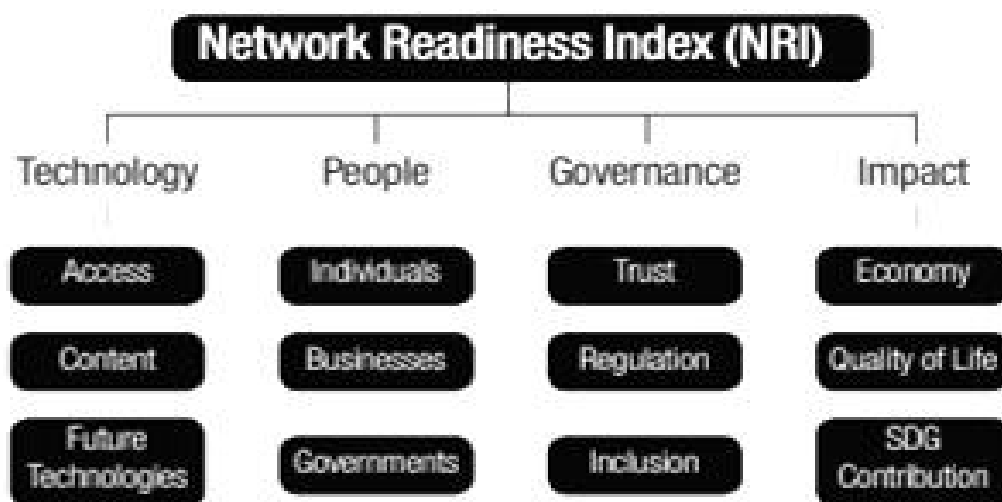 Network Readiness Index (NRI)
Technology
People
Governance
Impact
Access
Individuals
Trust
Economy
Content
Businesses
Regulation
Quality of Life
Future
Technologies
Governments
Inclusion
SDG
Contribution